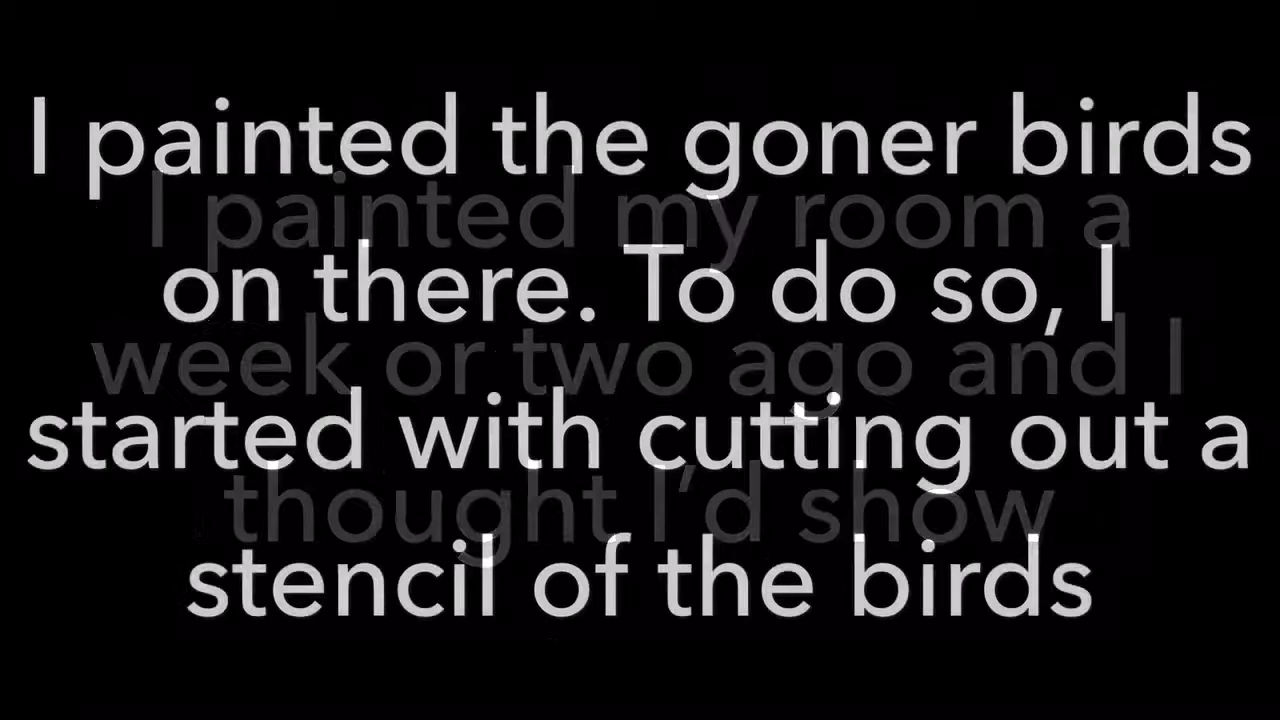 I painted the goner birds
on there. To do so, I
started with cutting out a
stencil of the birds
I painted my room a
week or two ago and I
thought I’d show